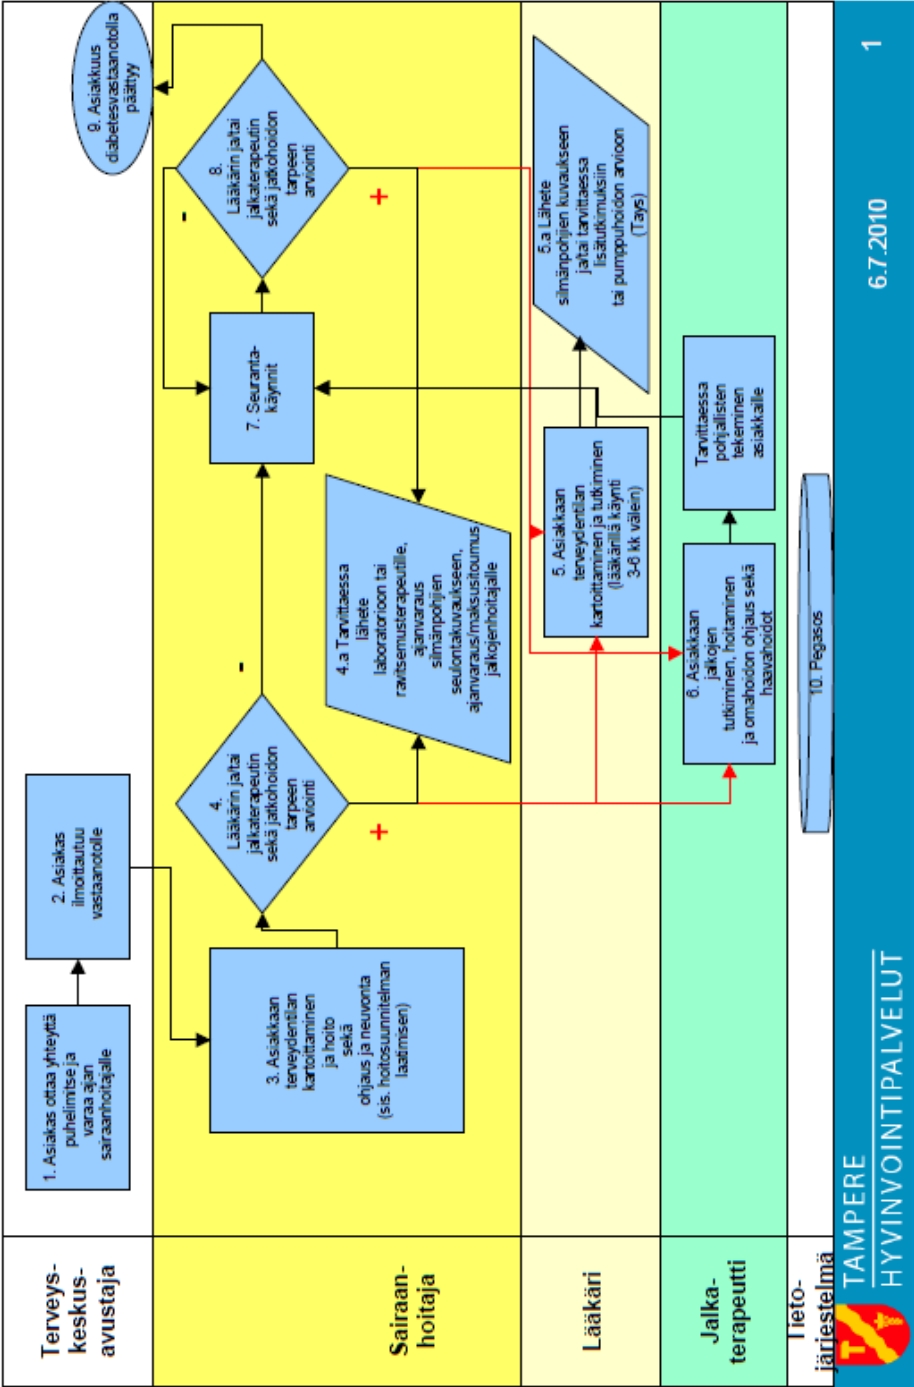 Terveys-
keskus-
avustaja
1. Asiakas ottaa yhteyttä
puhelimitse ja
varaa ajan
sairaanhoitajalle
2. Asiakas
ilmoittautuu
vastaanotolle
9. Asiakkuus
diabetesvastaanotolla
päättyy
Sairaan-
hoitaja
3. Asiakkaan
terveydentilan
kartoittaminen
ja hoito
sekä
ohjaus ja neuvonta
(sis. hoitosuunnitelman
laatimisen)
4.
Lääkärin ja/tai
jalkaterapeutin
sekä jatkohoidon
tarpeen
arviointi
-
+
4.a Tarvittaessa
lähete
laboratorioon tai
ravitsemusterapeutille,
ajanvaraus
silmänpohjien
seulontakuvaukseen,
ajanvaraus/maksusitoumus
jalkojenhoitajalle
7. Seuranta-
käynnit
8.
Lääkärin ja/tai
jalkaterapeutin
sekä jatkohoidon
tarpeen
arviointi
-
+
Lääkäri
5. Asiakkaan
terveydentilan
kartoittaminen ja tutkiminen
(lääkärillä käynti
3-6 kk välein)
5.a Lähete
silmänpohjien kuvaukseen
ja/tai tarvittaessa
lisätutkimuksiin
tai pumppuhoidon arvioon
(Tays)
Jalka-
terapeutti
6. Asiakkaan
jalkojen
tutkiminen, hoitaminen
ja omahoidon ohjaus sekä
haavahoidot
Tarvittaessa
pohjallisten
tekeminen
asiakkaille
Tieto-
järjestelmä
10. Pegasos
TAMPERE
HYVINVOINTIPALVELUT
6.7.2010
1